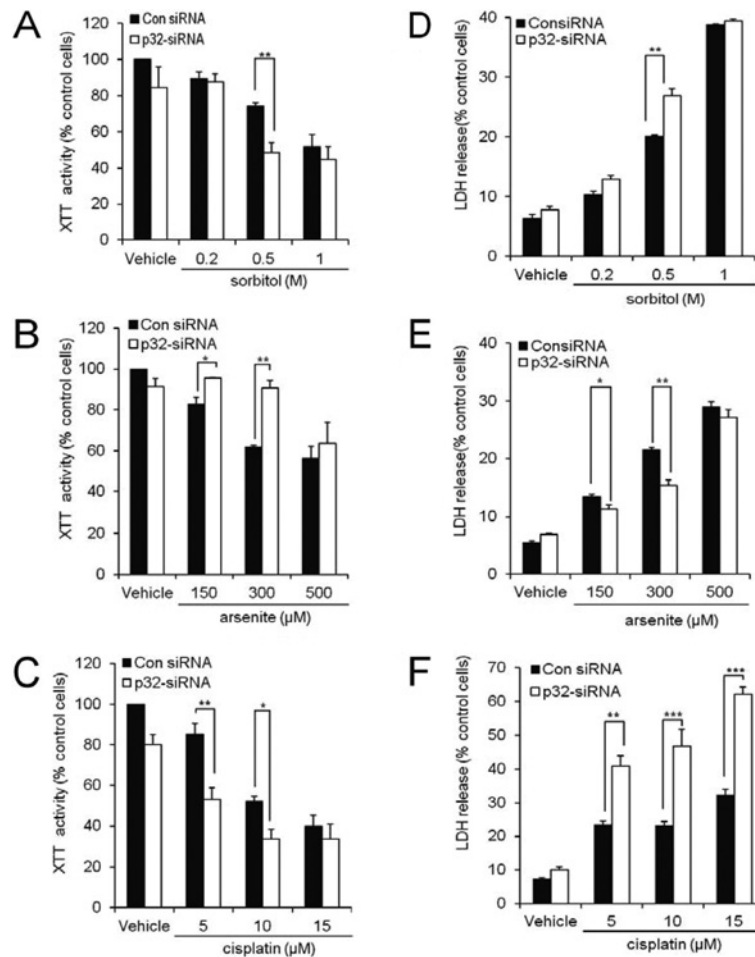 A
Con siRNA
p32-siRNA
**
XTT activity (% control cells)
120
100
80
60
40
20
0
Vehicle 0.2 0.5 1
sorbitol (M)
D
ConsiRNA
p32-siRNA
**
LDH release(% control cells)
40
30
20
10
0
Vehicle 0.2 0.5 1
sorbitol (M)
B
Con siRNA
p32-siRNA
* **
XTT activity (% control cells)
120
100
80
60
40
20
0
Vehicle 150 300 500
arsenite (µM)
E
ConsiRNA
p32-siRNA
* **
LDH release(% control cells)
40
30
20
10
0
Vehicle 150 300 500
arsenite (µM)
C
Con siRNA
p32-siRNA
** *
XTT activity (% control cells)
120
100
80
60
40
20
0
Vehicle 5 10 15
cisplatin (µM)
F
Con siRNA
p32-siRNA
** *** ***
LDH release(% control cells)
70
60
50
40
30
20
10
0
Vehicle 5 10 15
cisplatin (µM)